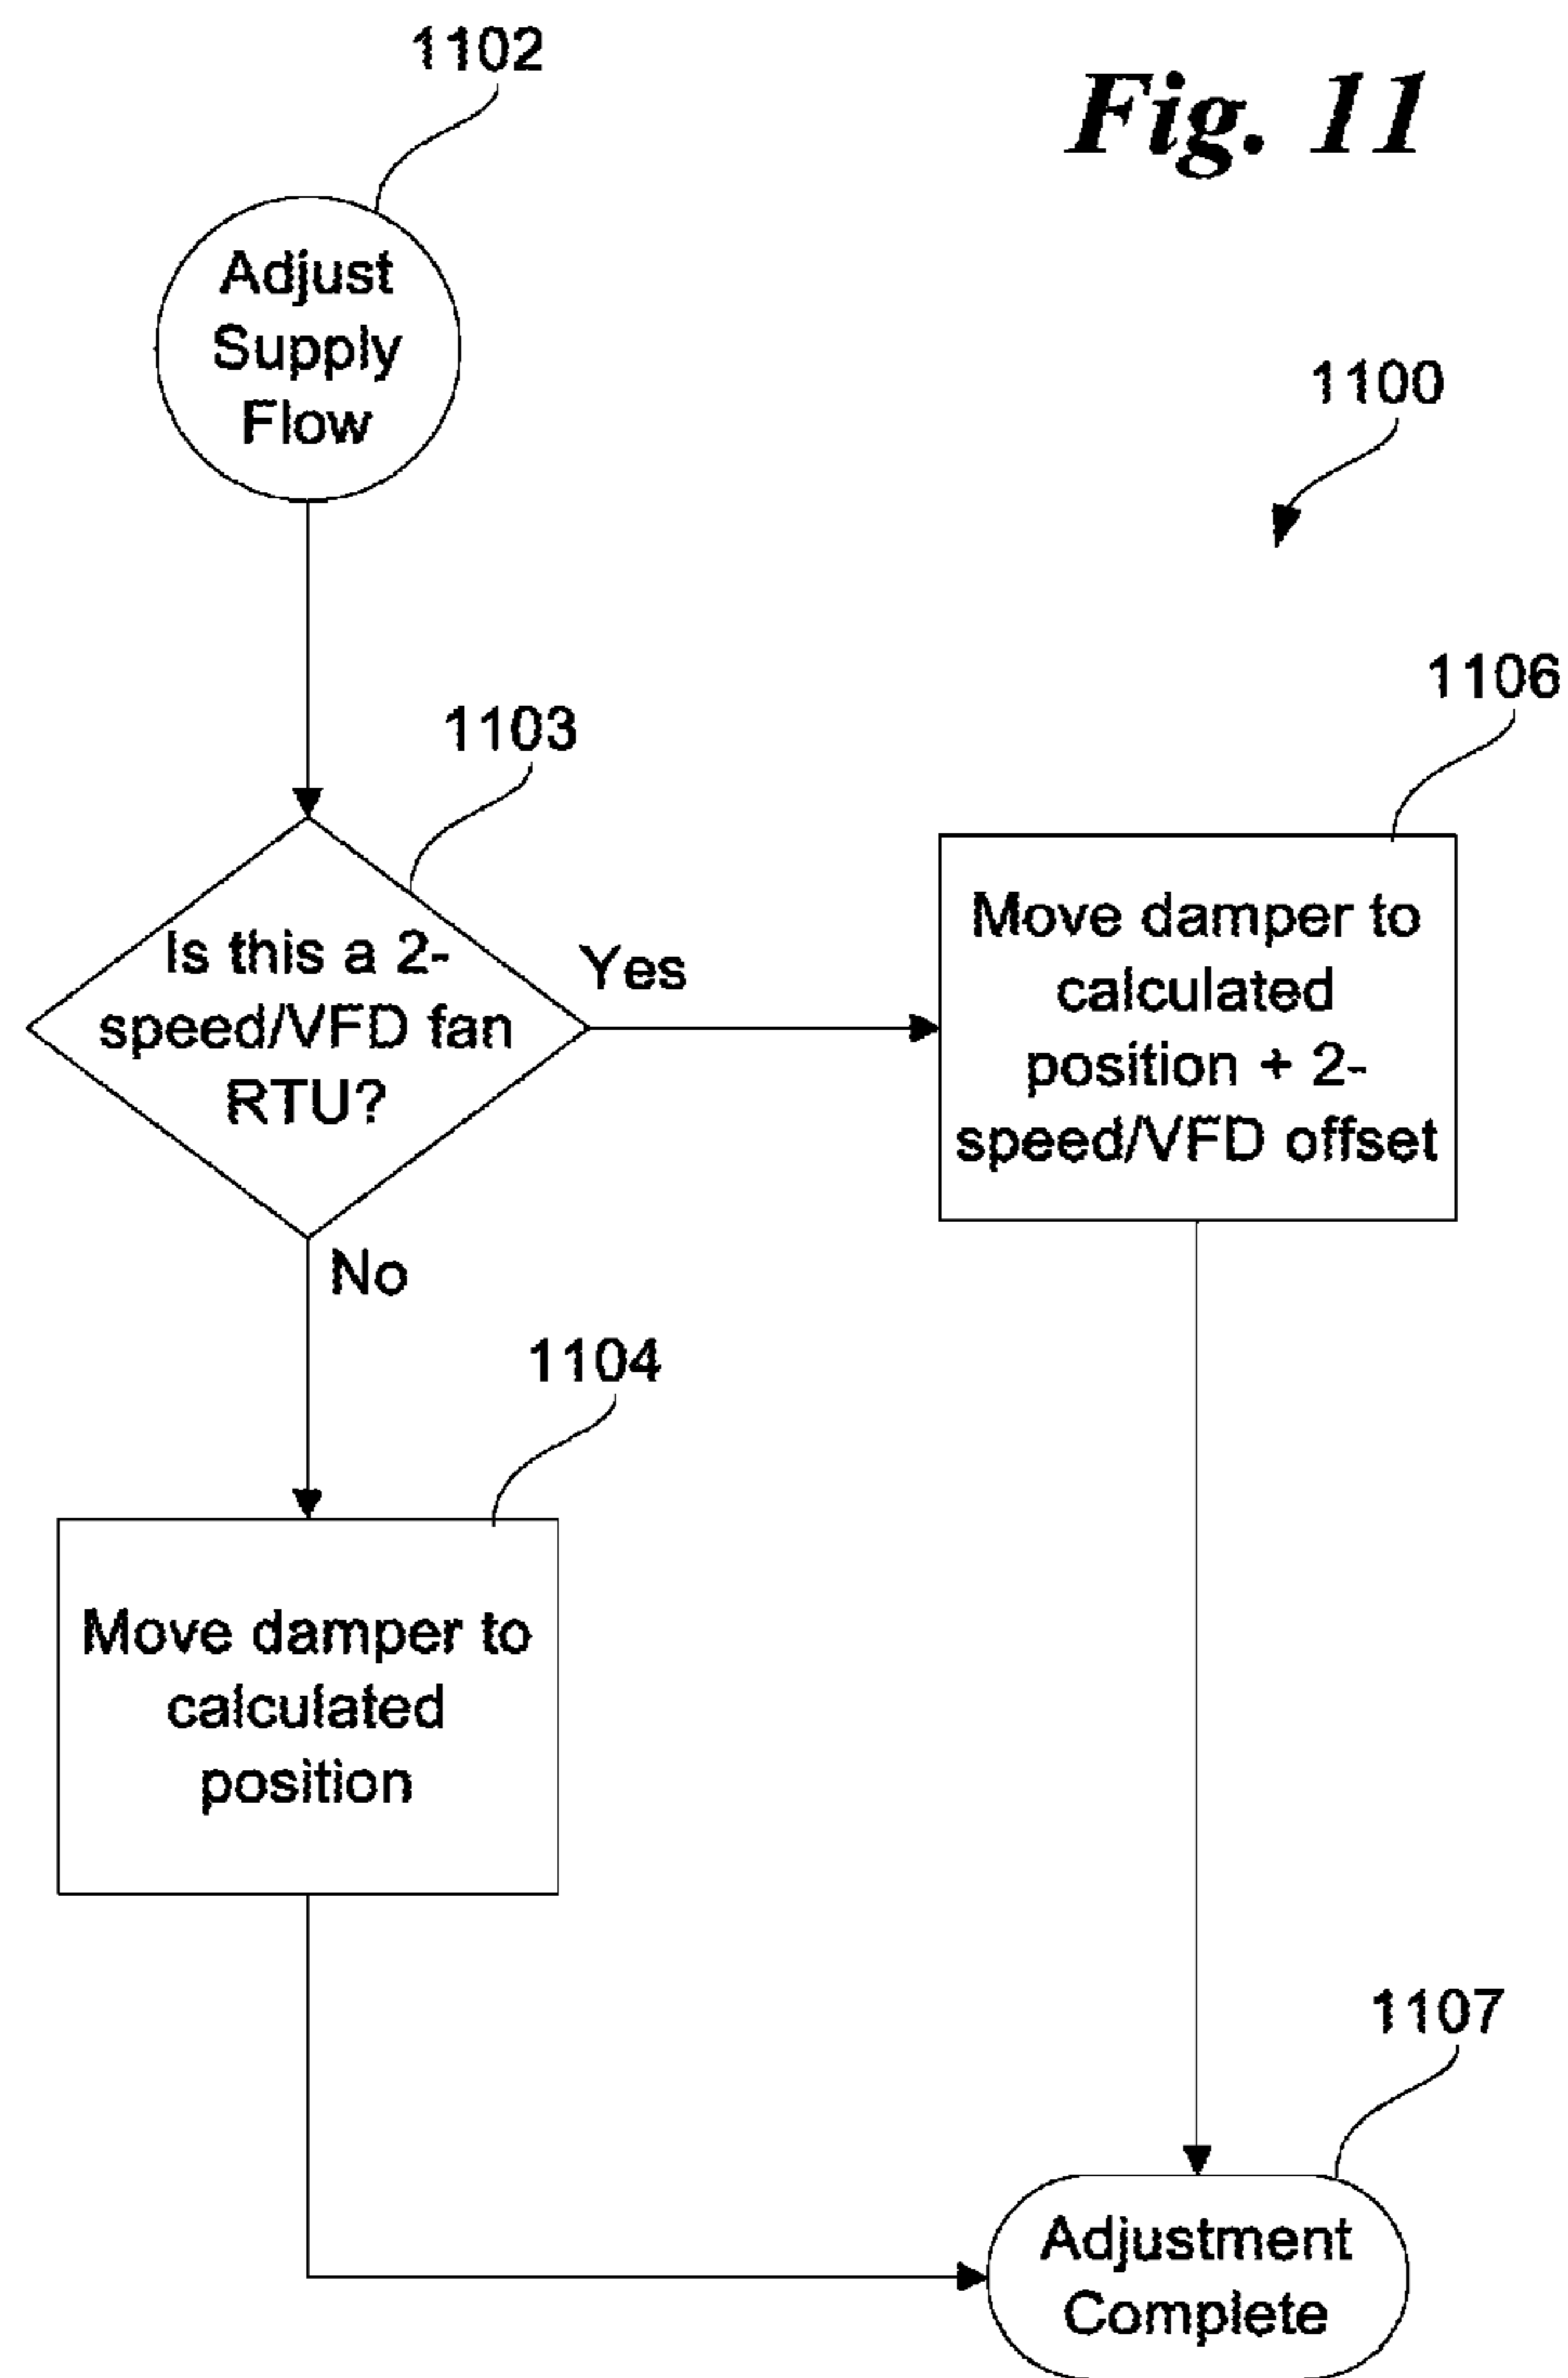 1102
Fig. 11
Adjust
Supply
Flow
1100
1106
1103
Is this a 2-
speed/VFD fan
RTU?
Yes
Move damper to
calculated
position + 2-
speed/VFD offset
No
1104
Move damper to
calculated
position
1107
Adjustment
Complete